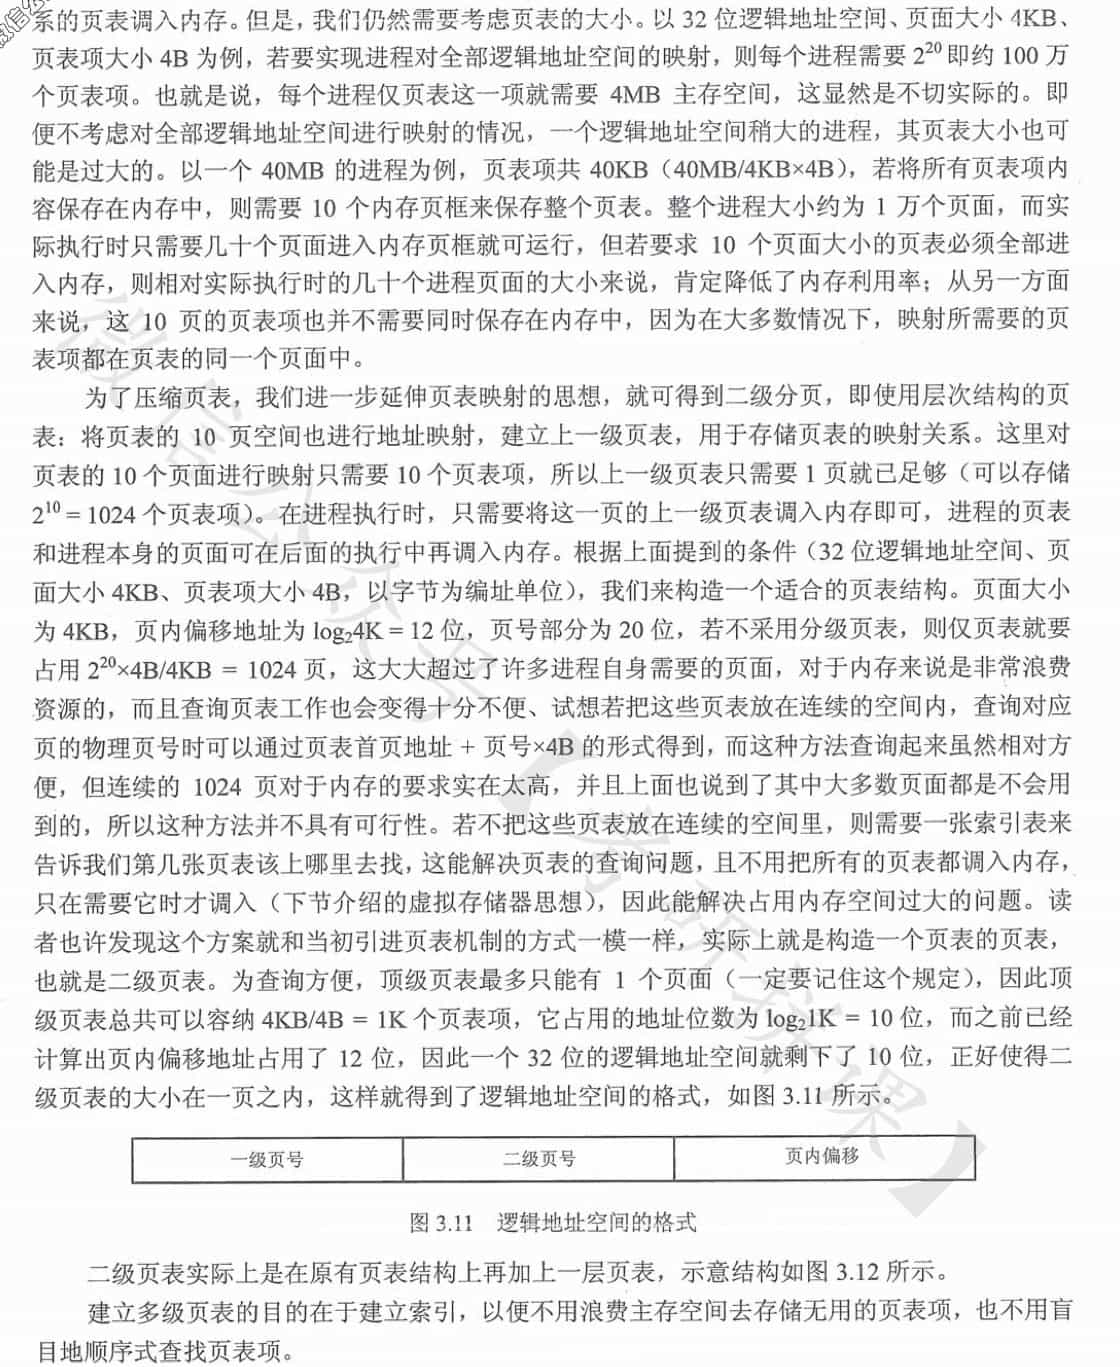 系的页表调入内存。但是，我们仍然需要考虑页表的大小。以 32 位逻辑地址空间、页面大小 4KB、
页表项大小 4B 为例，若要实现进程对全部逻辑地址空间的映射，则每个进程需要 2²⁰ 即约 100 万
个页表项。也就是说，每个进程仅页表这一项就需要 4MB 主存空间，这显然是不切实际的。即
便不考虑对全部逻辑地址空间进行映射的情况，一个逻辑地址空间稍大的进程，其页表大小也可
能是过大的。以一个 40MB 的进程为例，页表项共 40KB（40MB/4KB×4B），若将所有页表项内
容保存在内存中，则需要 10 个内存页框来保存整个页表。整个进程大小约为 1 万个页面，而实
际执行时只需要几十个页面进入内存页框就可运行，但若要求 10 个页面大小的页表必须全部进
入内存，则相对实际执行时的几十个进程页面的大小来说，肯定降低了内存利用率；从另一方面
来说，这 10 页的页表项也并不需要同时保存在内存中，因为在大多数情况下，映射所需要的页
表项都在页表的同一个页面中。
为了压缩页表，我们进一步延伸页表映射的思想，就可得到二级分页，即使用层次结构的页
表：将页表的 10 页空间也进行地址映射，建立上一级页表，用于存储页表的映射关系。这里对
页表的 10 个页面进行映射只需要 10 个页表项，所以上一级页表只需要 1 页就已足够（可以存储
2¹⁰ = 1024 个页表项）。在进程执行时，只需要将这一页的上一级页表调入内存即可，进程的页表
和进程本身的页面可在后面的执行中再调入内存。根据上面提到的条件（32 位逻辑地址空间、页
面大小 4KB、页表项大小 4B，以字节为编址单位），我们来构造一个适合的页表结构。页面大小
为 4KB，页内偏移地址为 log₂4K = 12 位，页号部分为 20 位，若不采用分级页表，则仅页表就要
占用 2²⁰×4B/4KB = 1024 页，这大大超过了许多进程自身需要的页面，对于内存来说是非常浪费
资源的，而且查询页表工作也会变得十分不便、试想若把这些页表放在连续的空间内，查询对应
页的物理页号时可以通过页表首页地址 + 页号×4B 的形式得到，而这种方法查询起来虽然相对方
便，但连续的 1024 页对于内存的要求实在太高，并且上面也说到了其中大多数页面都是不会用
到的，所以这种方法并不具有可行性。若不把这些页表放在连续的空间里，则需要一张索引表来
告诉我们第几张页表该上哪里去找，这能解决页表的查询问题，且不用把所有的页表都调入内存，
只在需要它时才调入（下节介绍的虚拟存储器思想），因此能解决占用内存空间过大的问题。读
者也许发现这个方案就和当初引进页表机制的方式一模一样，实际上就是构造一个页表的页表，
也就是二级页表。为查询方便，顶级页表最多只能有 1 个页面（一定要记住这个规定），因此顶
级页表总共可以容纳 4KB/4B = 1K 个页表项，它占用的地址位数为 log₂1K = 10 位，而之前已经
计算出页内偏移地址占用了 12 位，因此一个 32 位的逻辑地址空间就剩下了 10 位，正好使得二
级页表的大小在一页之内，这样就得到了逻辑地址空间的格式，如图 3.11 所示。
一级页号 二级页号 页内偏移
图 3.11 逻辑地址空间的格式
二级页表实际上是在原有页表结构上再加上一层页表，示意结构如图 3.12 所示。
建立多级页表的目的在于建立索引，以便不用浪费主存空间去存储无用的页表项，也不用盲
目地顺序式查找页表项。
微信公众号【考研拼课】